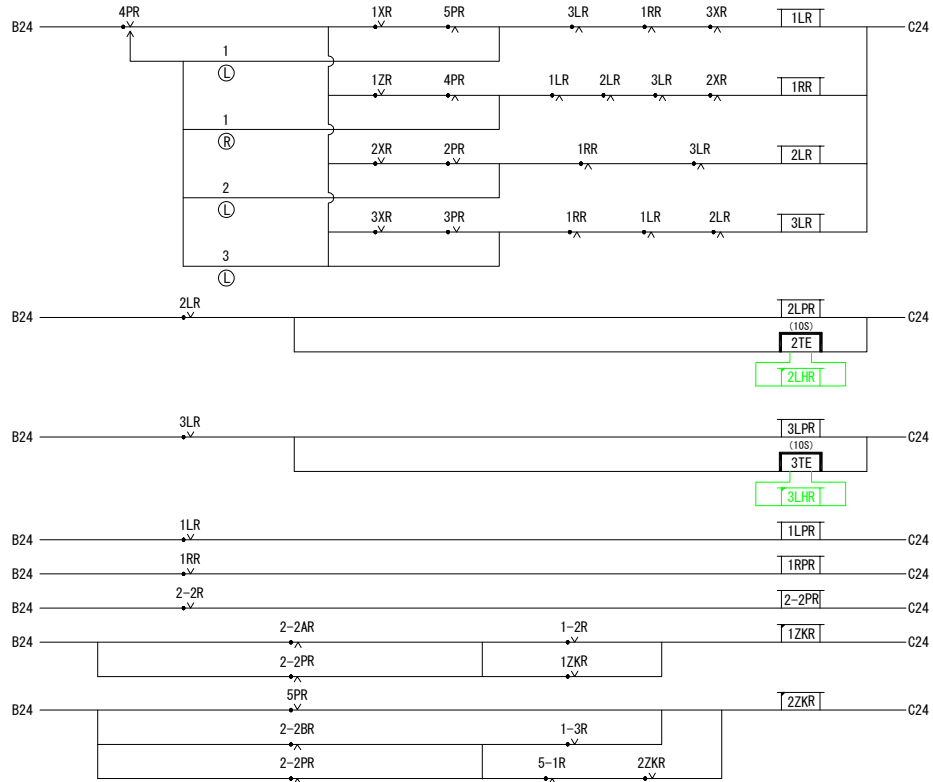 4PR 1XR 5PR 3LR 1RR 3XR 1LR
B24 C24
1
Ⓛ
1ZR 4PR 1LR 2LR 3LR 2XR 1RR
1
Ⓡ
2XR 2PR 1RR 3LR 2LR
2
Ⓛ
3XR 3PR 1RR 1LR 2LR 3LR
3
Ⓛ
2LR 2LPR
B24 C24
(10S)
2TE
2LHR
3LR 3LPR
B24 C24
(10S)
3TE
3LHR
1LR 1LPR
B24 C24
1RR 1RPR
B24 C24
2-2R 2-2PR
B24 C24
2-2AR 1-2R 1ZKR
B24 C24
2-2PR 1ZKR
5PR 2ZKR
B24 C24
2-2BR 1-3R
2-2PR 5-1R 2ZKR